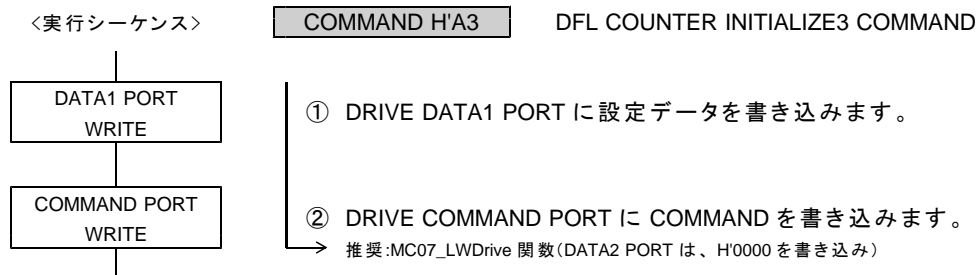 〈実行シーケンス〉
COMMAND H'A3 DFL COUNTER INITIALIZE3 COMMAND
DATA1 PORT
WRITE
① DRIVE DATA1 PORT に設定データを書き込みます。
COMMAND PORT
WRITE
② DRIVE COMMAND PORT に COMMAND を書き込みます。
推奨:MC07_LWDrive 関数(DATA2 PORT は、H'0000 を書き込み)